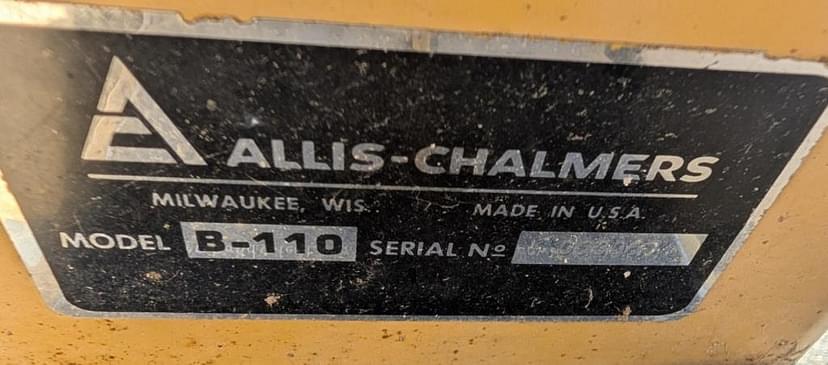 ALLIS-CHALMERS
MILWAUKEE, WIS. MADE IN U.S.A.
MODEL B-110 SERIAL Nº